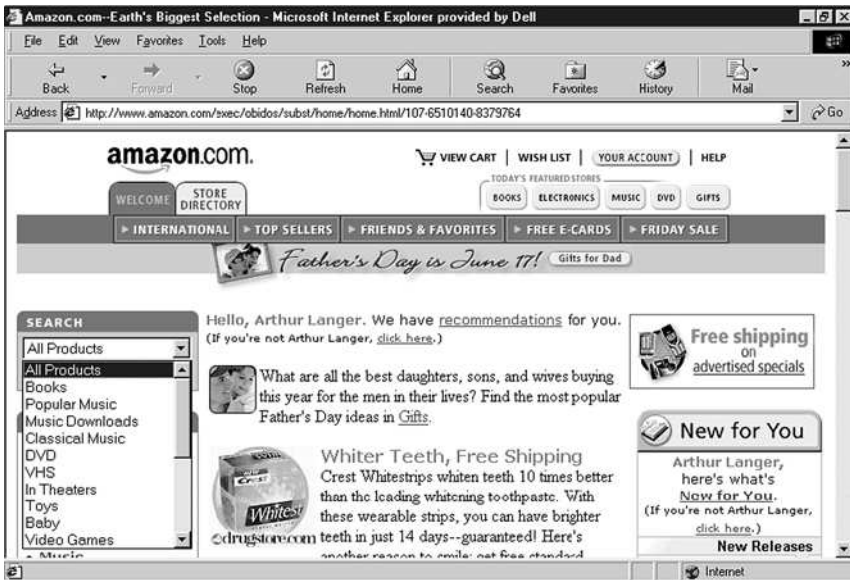 Amazon.com--Earth's Biggest Selection - Microsoft Internet Explorer provided by Dell
File Edit View Favorites Tools Help
Back Forward Stop Refresh Home Search Favorites History Mail
Address http://www.amazon.com/exec/obidos/subst/home/home.html/107-6510140-8379764 Go
amazon.com.
VIEW CART | WISH LIST | YOUR ACCOUNT | HELP
WELCOME
STORE
DIRECTORY
TODAY'S FEATURED STORES
BOOKS ELECTRONICS MUSIC DVD GIFTS
INTERNATIONAL TOP SELLERS FRIENDS & FAVORITES FREE E-CARDS FRIDAY SALE
Father's Day is June 17! Gifts for Dad
SEARCH
All Products
All Products
Books
Popular Music
Music Downloads
Classical Music
DVD
VHS
In Theaters
Toys
Baby
Video Games
Music
Hello, Arthur Langer. We have recommendations for you.
(If you're not Arthur Langer, click here.)
What are all the best daughters, sons, and wives buying
this year for the men in their lives? Find the most popular
Father's Day ideas in Gifts.
Whiter Teeth, Free Shipping
Crest Whitestrips whiten teeth 10 times better
than the leading whitening toothpaste. With
these wearable strips, you can have brighter
teeth in just 14 days--guaranteed! Here's
another reason to smile: get free standard
Crest
Whitest
drugstore.com
Free shipping
on
advertised specials
New for You
Arthur Langer,
here's what's
New for You.
(If you're not Arthur Langer,
click here.)
New Releases
Internet